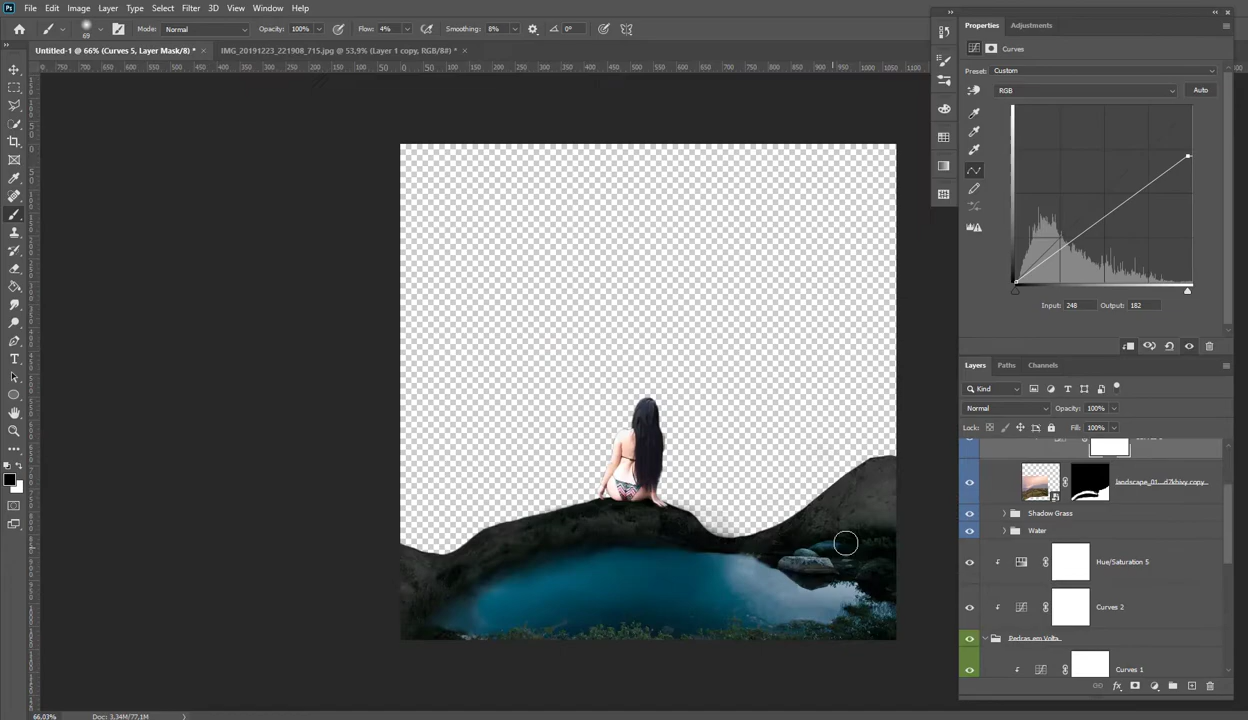 File Edit Image Layer Type Select Filter 3D View Window Help
69 Mode: Normal Opacity: 100% Flow: 4% Smoothing: 8% 0°
Untitled-1 @ 66% (Curves 5, Layer Mask/8) * × IMG_20191223_221908_715.jpg @ 53,9% (Layer 1 copy, RGB/8#) * ×
Properties Adjustments
Curves
Preset: Custom
RGB Auto
Input: 248 Output: 182
Layers Paths Channels
Kind
Normal Opacity: 100%
Lock: Fill: 100%
landscape_01...d7khivy copy
Shadow Grass
Water
Hue/Saturation 5
Curves 2
Pedras em Volta
Curves 1
66,03% Doc: 3,34M/77,1M